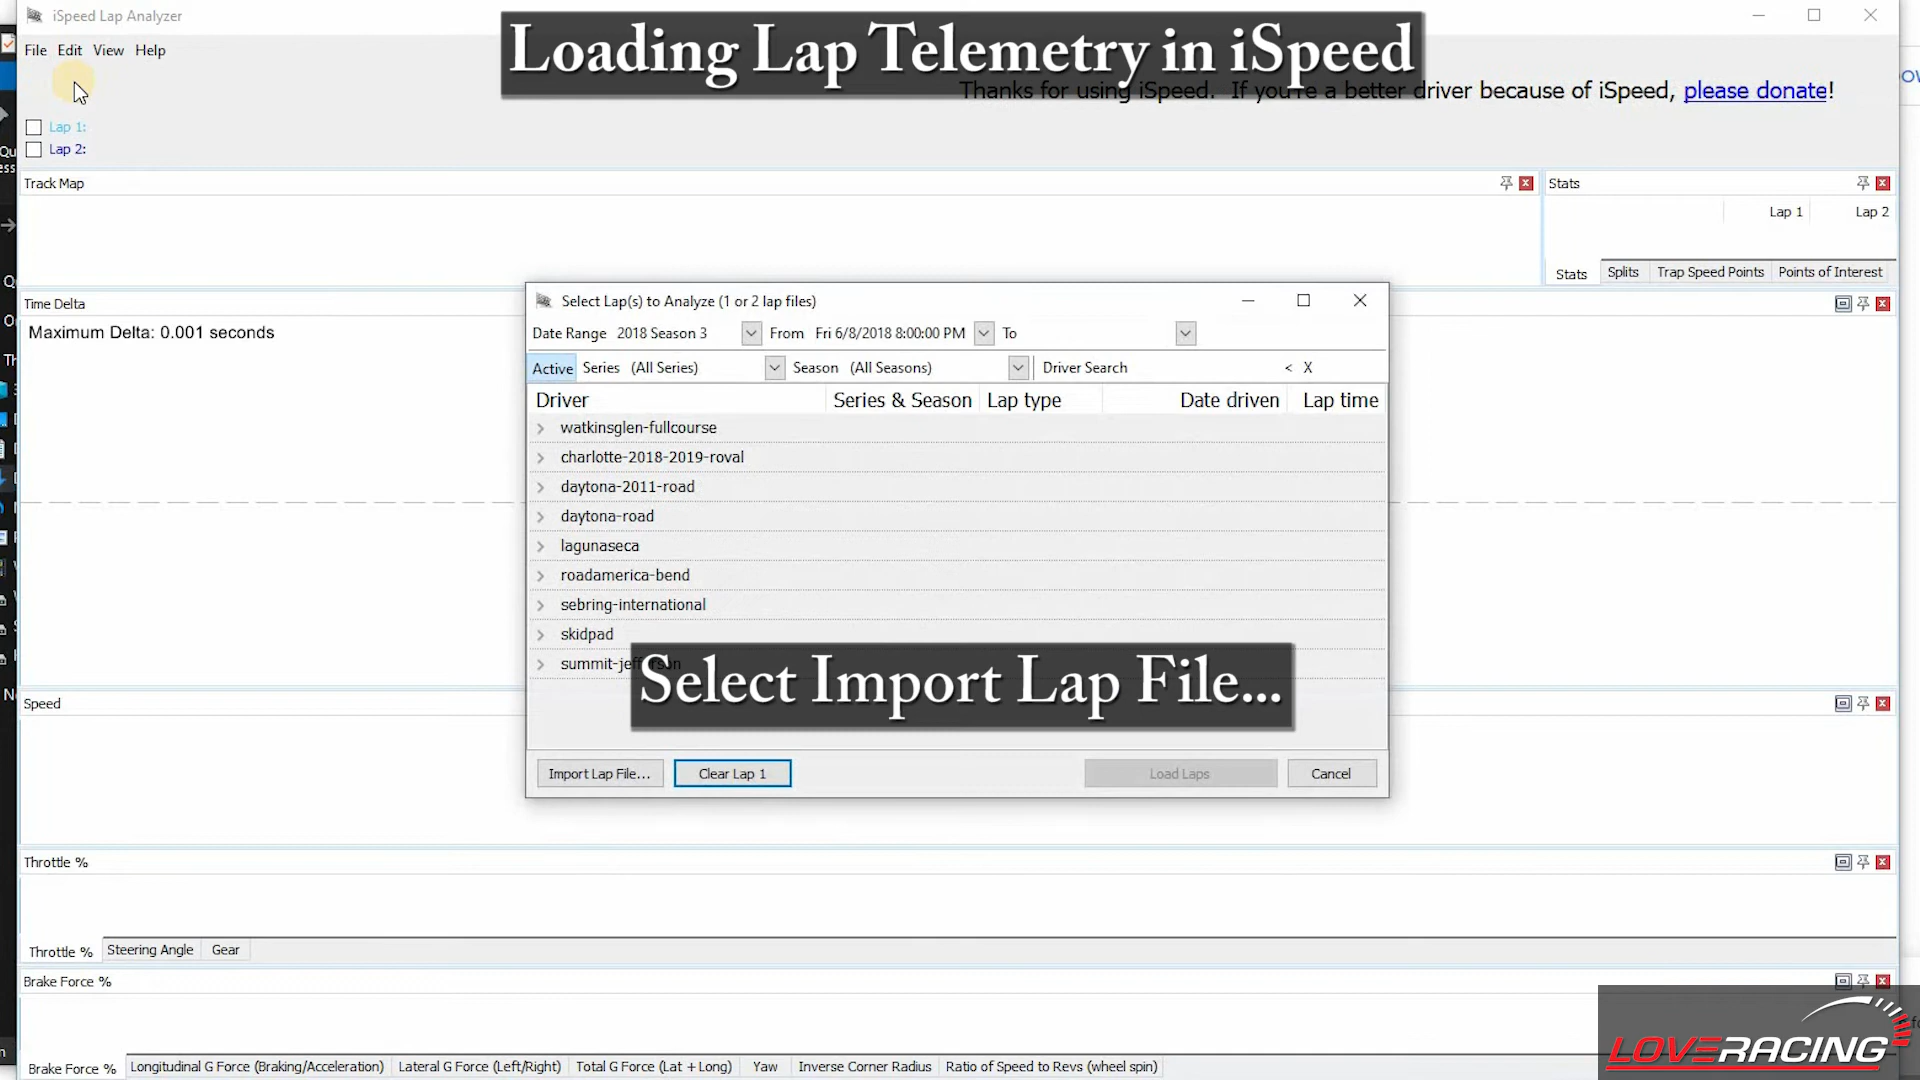 iSpeed Lap Analyzer
Loading Lap Telemetry in iSpeed
File Edit View Help
Thanks for using iSpeed. If you're a better driver because of iSpeed, please donate!
Lap 1:
Lap 2:
Track Map
Stats
Lap 1 Lap 2
Stats Splits Trap Speed Points Points of Interest
Time Delta
Maximum Delta: 0.001 seconds
Select Lap(s) to Analyze (1 or 2 lap files)
Date Range 2018 Season 3 From Fri 6/8/2018 8:00:00 PM To
Active Series (All Series) Season (All Seasons) Driver Search < X
Driver Series & Season Lap type Date driven Lap time
watkinsglen-fullcourse
charlotte-2018-2019-roval
daytona-2011-road
daytona-road
lagunaseca
roadamerica-bend
sebring-international
skidpad
summit-jefferson
Select Import Lap File...
Import Lap File... Clear Lap 1 Load Laps Cancel
Speed
Throttle %
Throttle % Steering Angle Gear
Brake Force %
Brake Force % Longitudinal G Force (Braking/Acceleration) Lateral G Force (Left/Right) Total G Force (Lat + Long) Yaw Inverse Corner Radius Ratio of Speed to Revs (wheel spin)
LOVERACING